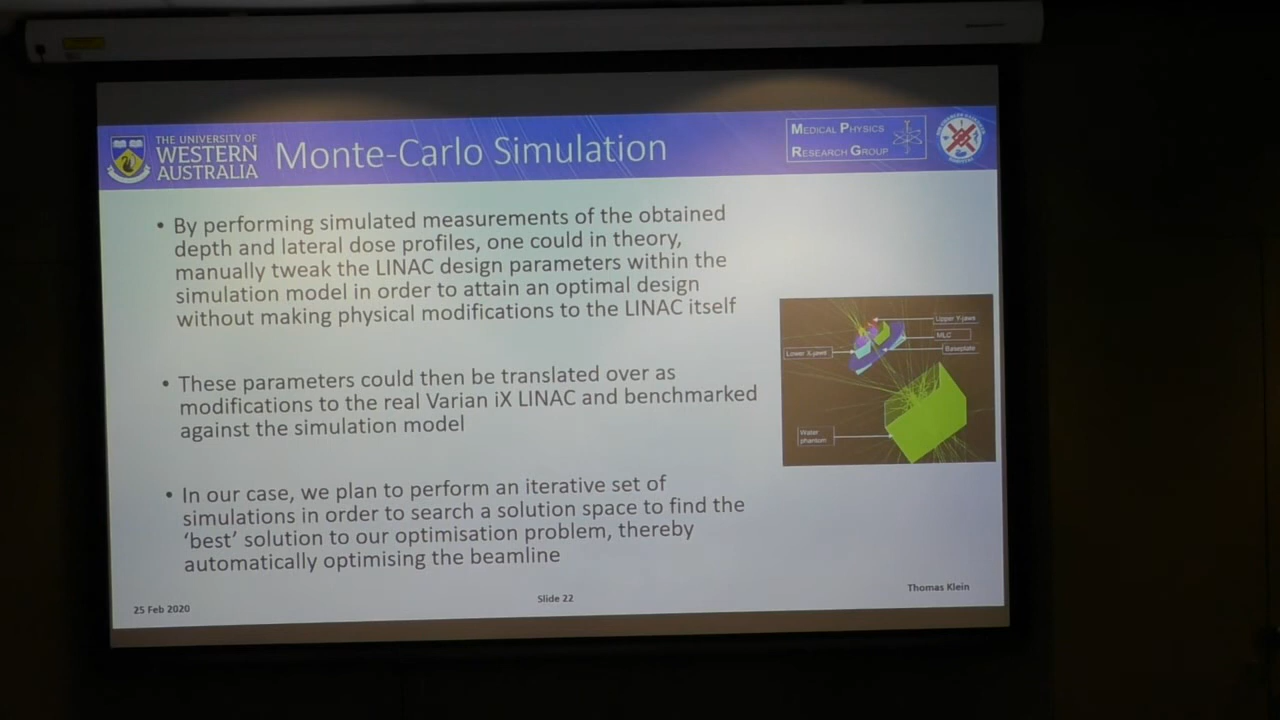 THE UNIVERSITY OF
WESTERN
AUSTRALIA
Monte-Carlo Simulation
MEDICAL PHYSICS
RESEARCH GROUP
• By performing simulated measurements of the obtained
depth and lateral dose profiles, one could in theory,
manually tweak the LINAC design parameters within the
simulation model in order to attain an optimal design
without making physical modifications to the LINAC itself
• These parameters could then be translated over as
modifications to the real Varian iX LINAC and benchmarked
against the simulation model
• In our case, we plan to perform an iterative set of
simulations in order to search a solution space to find the
‘best’ solution to our optimisation problem, thereby
automatically optimising the beamline
Upper Y-jaws
MLC
Baseplate
Lower X-jaws
Water
phantom
25 Feb 2020
Slide 22
Thomas Klein